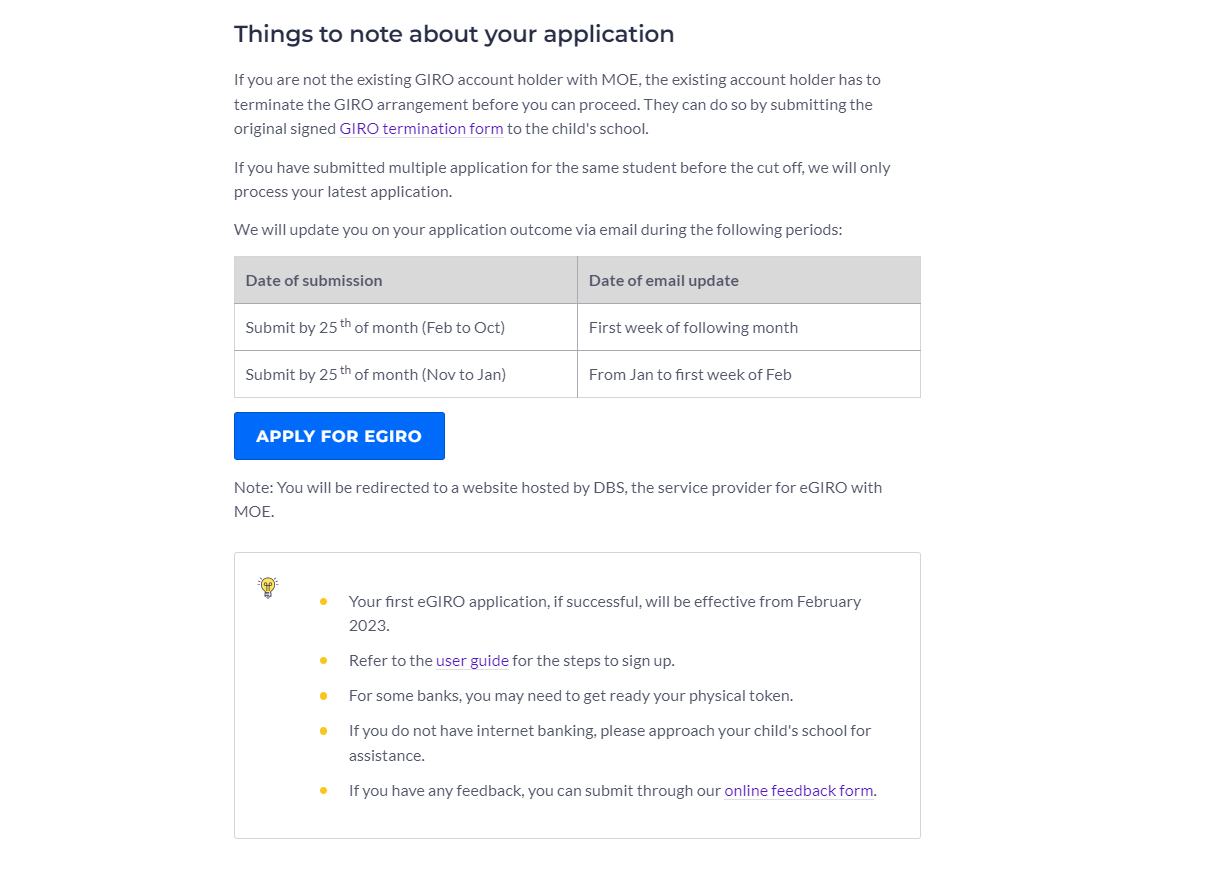 Things to note about your application
If you are not the existing GIRO account holder with MOE, the existing account holder has to
terminate the GIRO arrangement before you can proceed. They can do so by submitting the
original signed GIRO termination form to the child's school.
If you have submitted multiple application for the same student before the cut off, we will only
process your latest application.
We will update you on your application outcome via email during the following periods:
Date of submission Date of email update
Submit by 25th of month (Feb to Oct) First week of following month
Submit by 25th of month (Nov to Jan) From Jan to first week of Feb
APPLY FOR EGIRO
Note: You will be redirected to a website hosted by DBS, the service provider for eGIRO with
MOE.
Your first eGIRO application, if successful, will be effective from February
2023.
Refer to the user guide for the steps to sign up.
For some banks, you may need to get ready your physical token.
If you do not have internet banking, please approach your child's school for
assistance.
If you have any feedback, you can submit through our online feedback form.